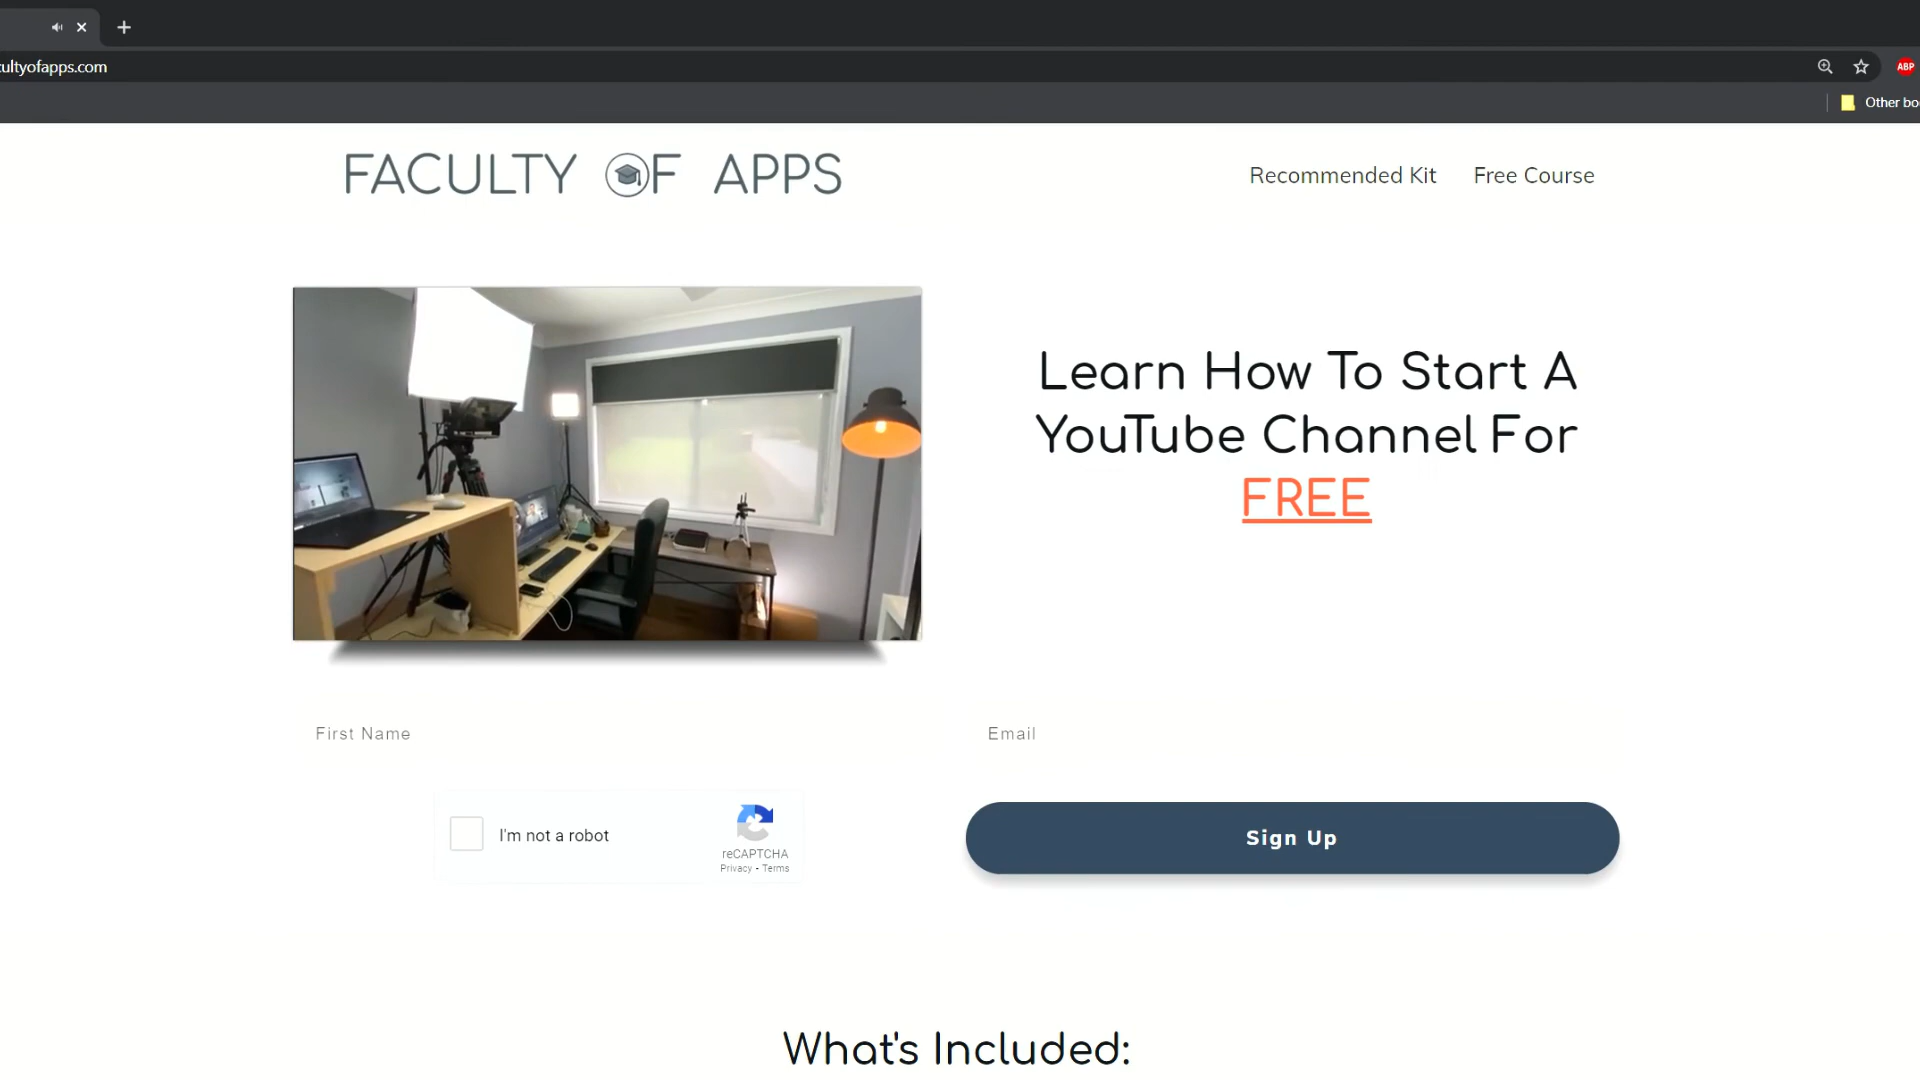 ultyofapps.com
ABP
Other bo
FACULTY OF APPS
Recommended Kit
Free Course
Learn How To Start A
YouTube Channel For
FREE
First Name
Email
I'm not a robot
reCAPTCHA
Privacy - Terms
Sign Up
What's Included: